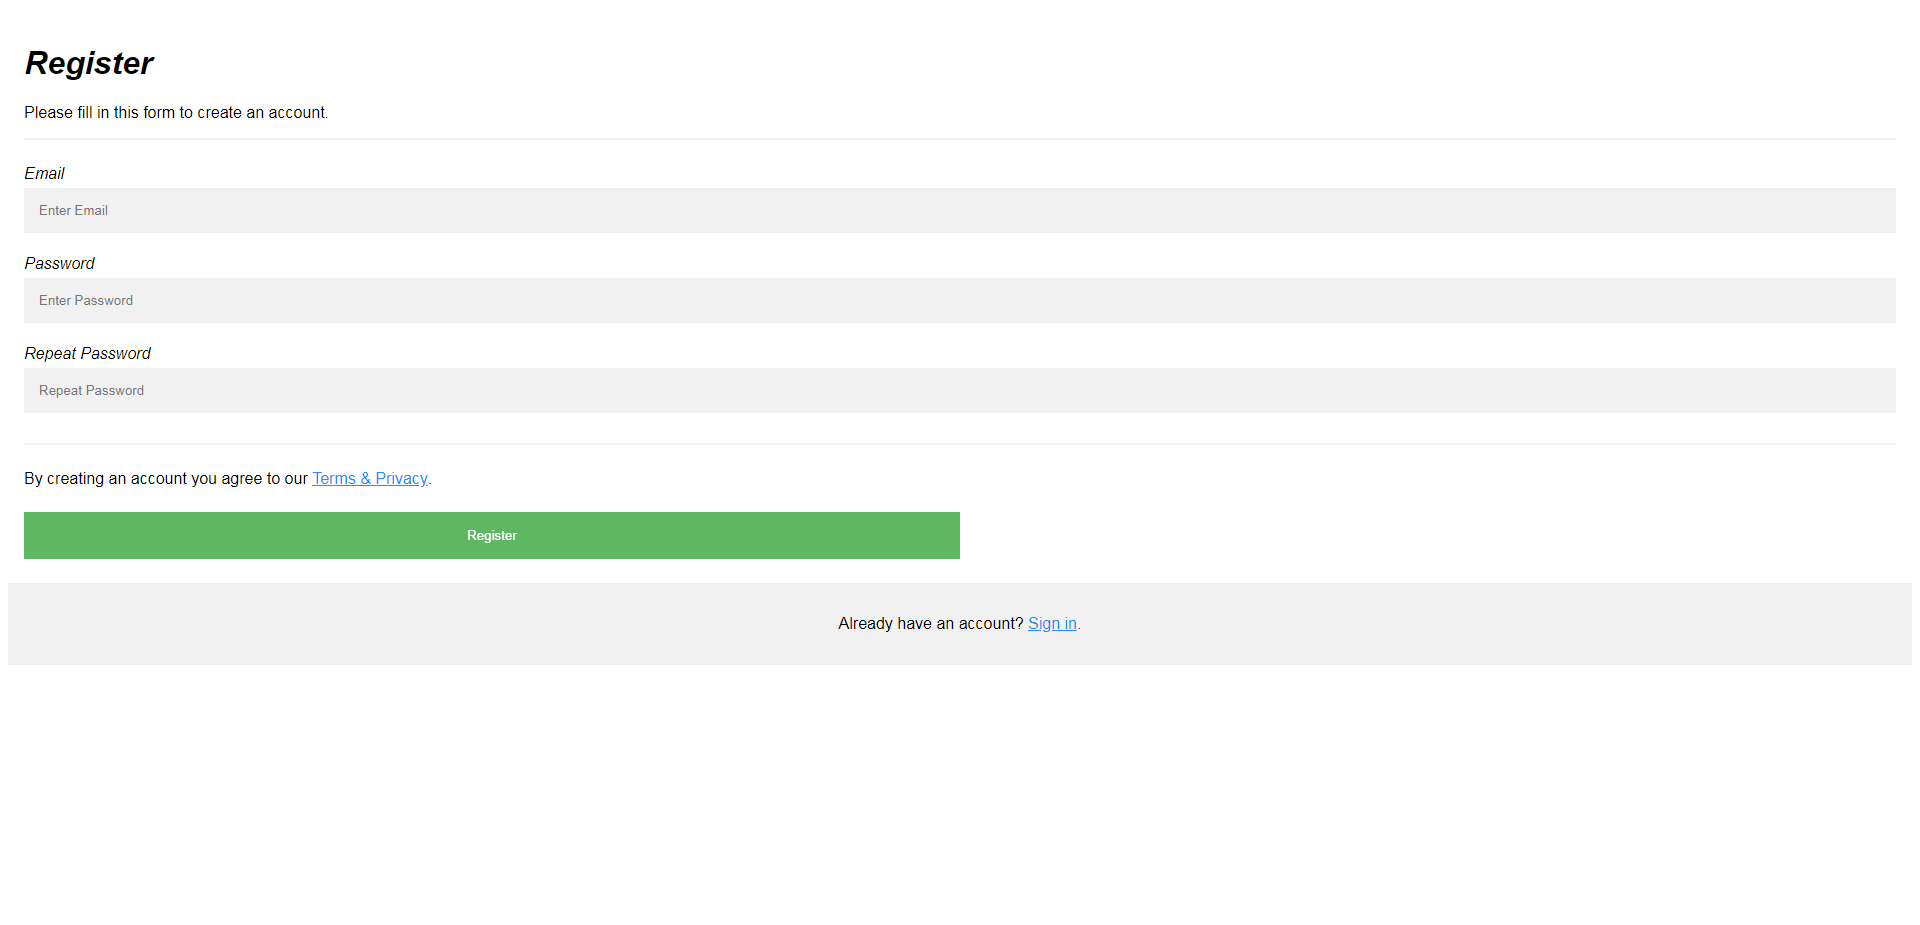 Register
Please fill in this form to create an account.
Email
Enter Email
Password
Enter Password
Repeat Password
Repeat Password
By creating an account you agree to our Terms & Privacy.
Register
Already have an account? Sign in.